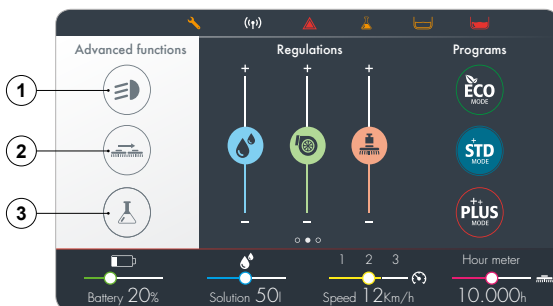 Advanced functions
Regulations
Programs
1
2
3
+ + +
- - -
ECO
MODE
+
STD
MODE
++
PLUS
MODE
1 2 3
Hour meter
Battery 20%
Solution 50l
Speed 12Km/h
10.000h